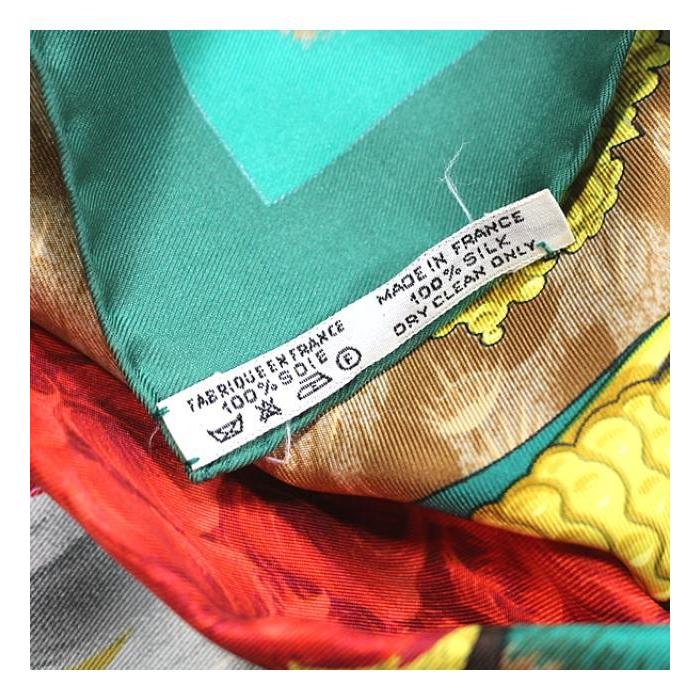 FABRIQUE EN FRANCE
100% SOIE
F
MADE IN FRANCE
100% SILK
DRY CLEAN ONLY